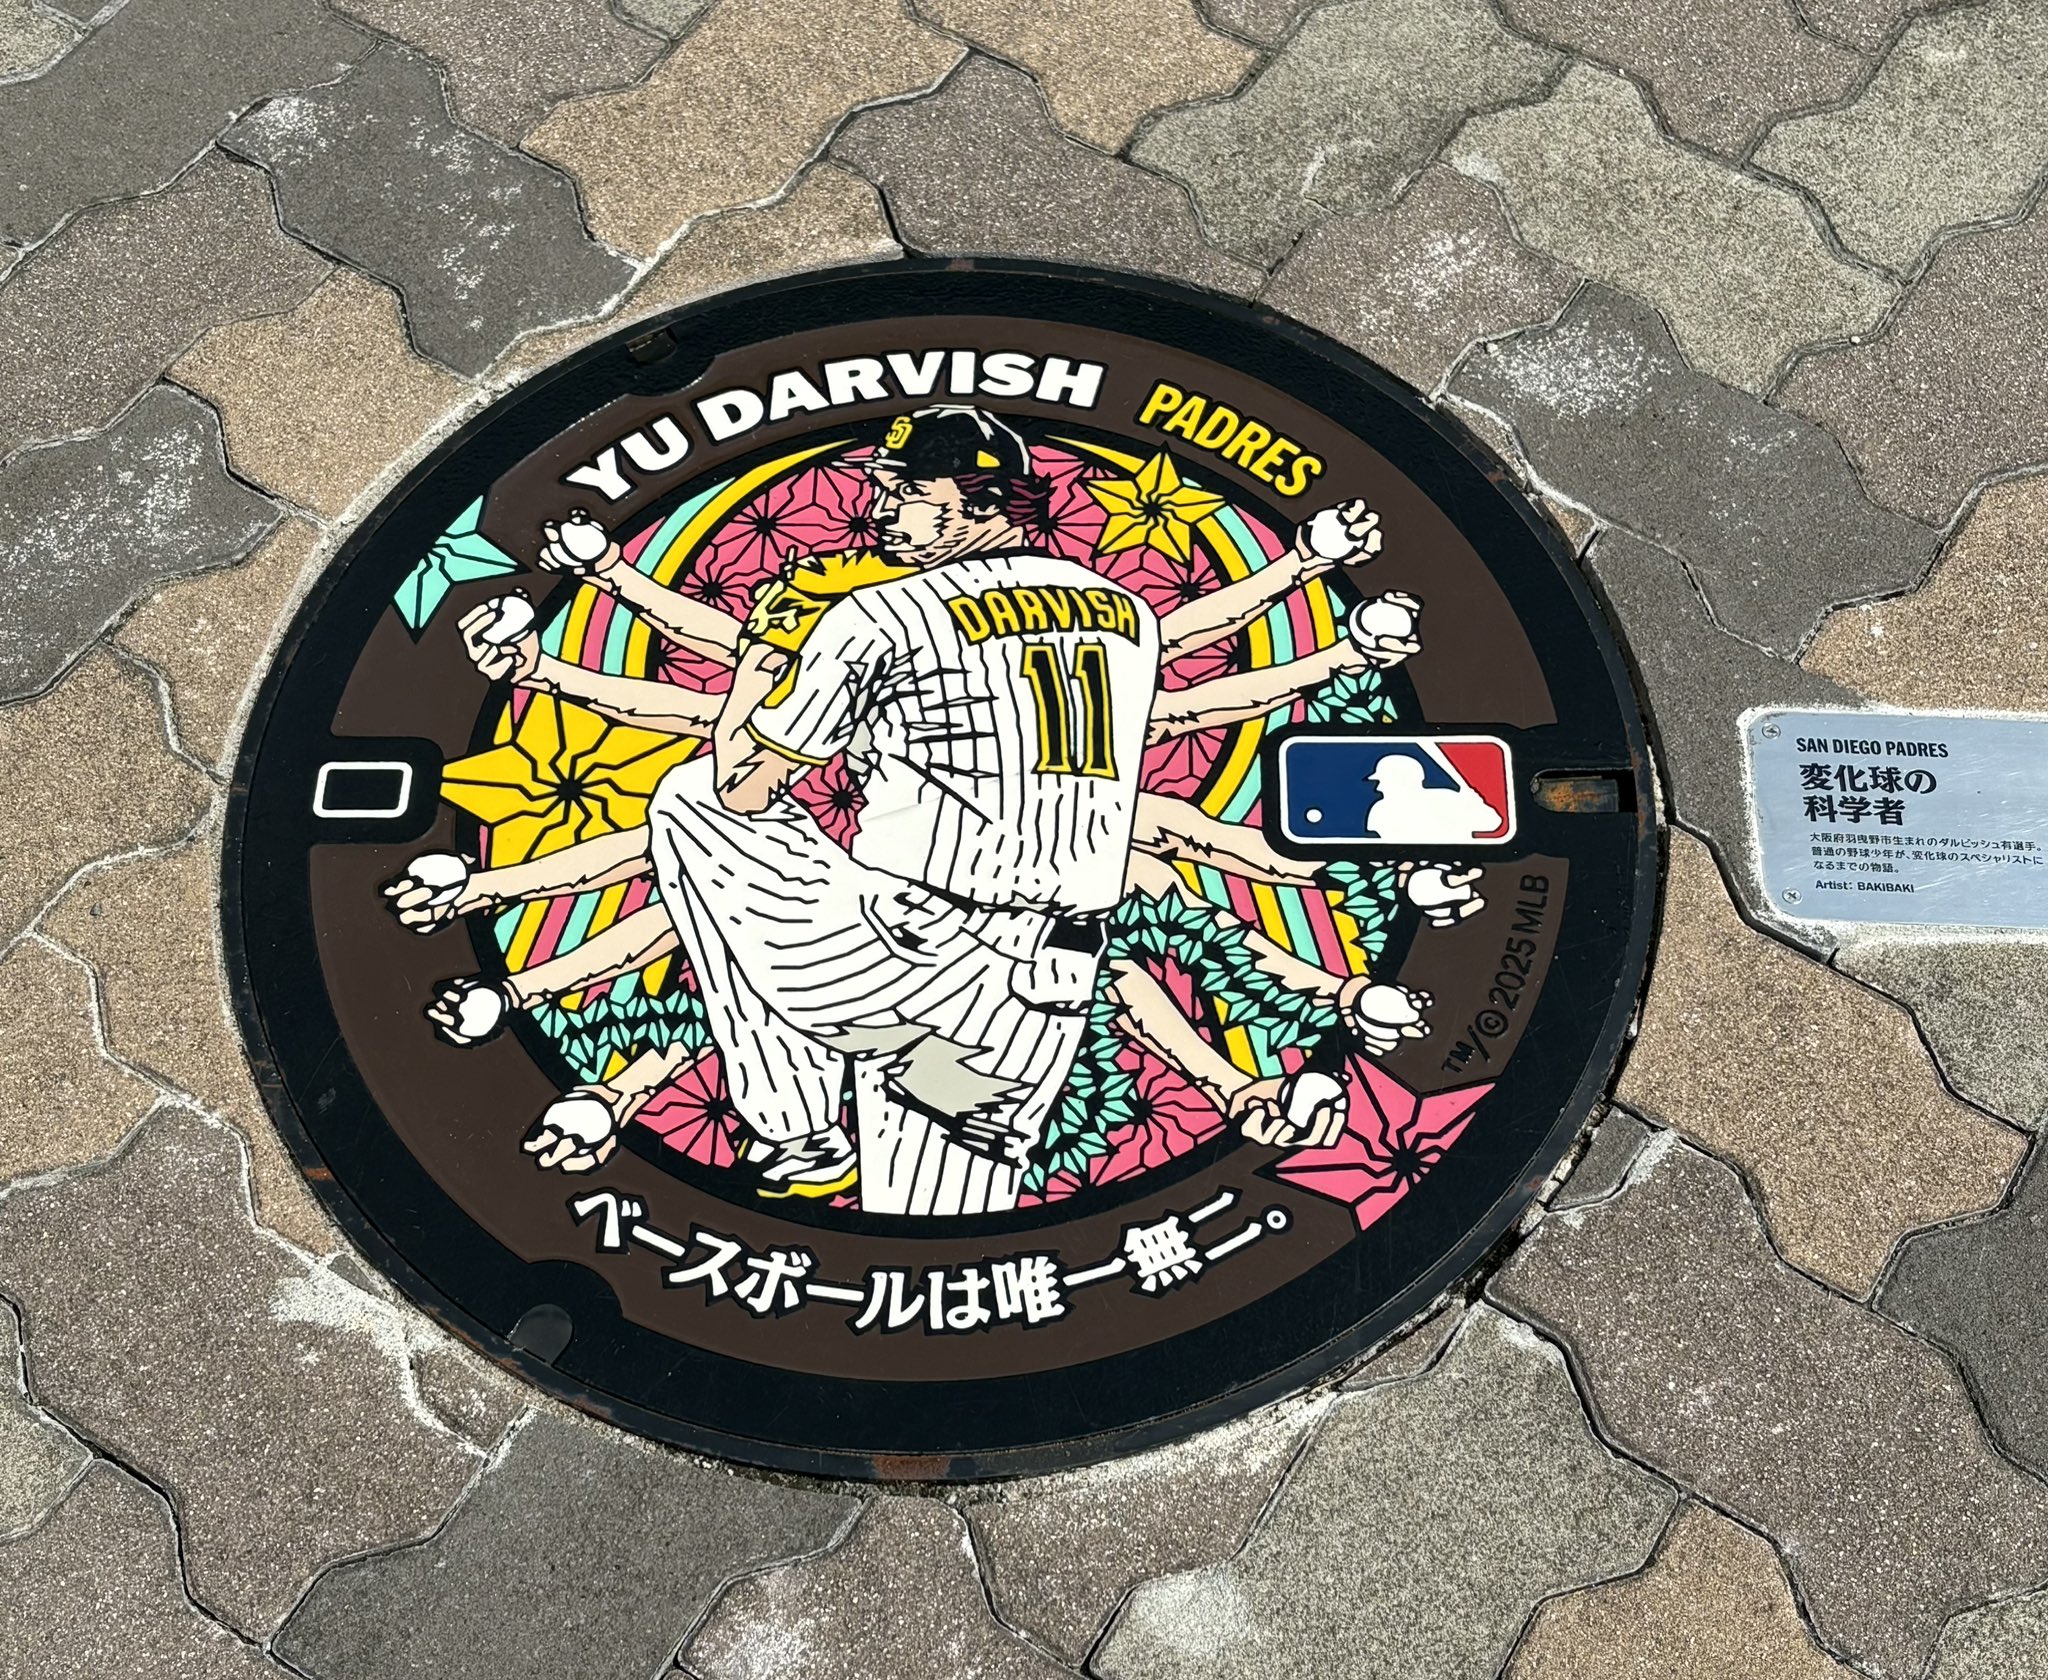 YU DARVISH PADRES
SD
DARVISH
11
TM/© 2025 MLB
ベースボールは唯一無二。
SAN DIEGO PADRES
変化球の
科学者
大阪府羽曳野市生まれのダルビッシュ有選手。
普通の野球少年が、変化球のスペシャリストに
なるまでの物語。
Artist: BAKIBAKI